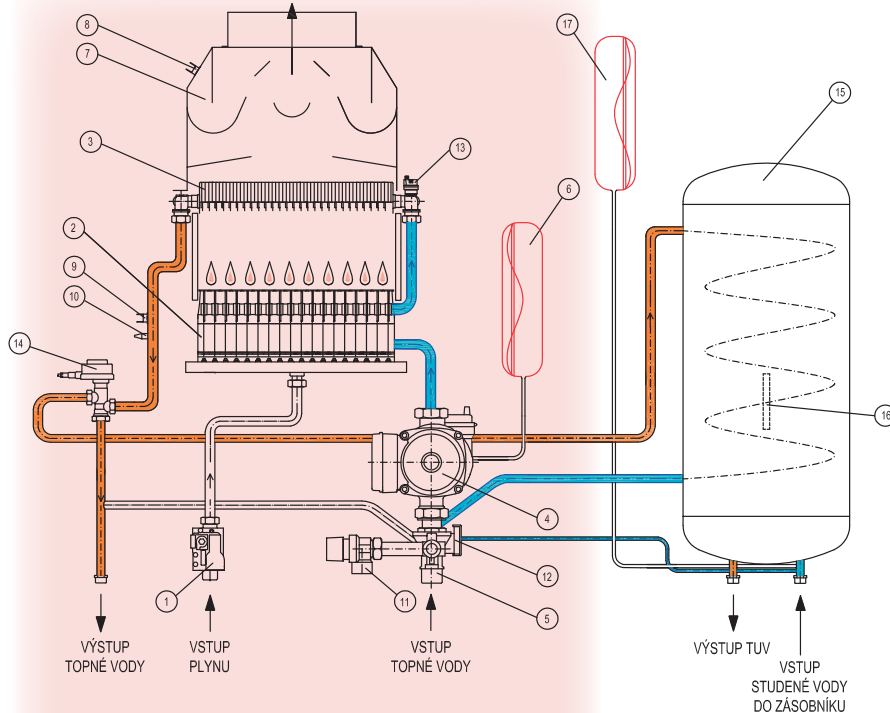 8
17
7
15
13
3
6
2
9
10
14
16
4
12
1
11
5
VÝSTUP
TOPNÉ VODY
VSTUP
PLYNU
VSTUP
TOPNÉ VODY
VÝSTUP TUV
VSTUP
STUDENÉ VODY
DO ZÁSOBNÍKU